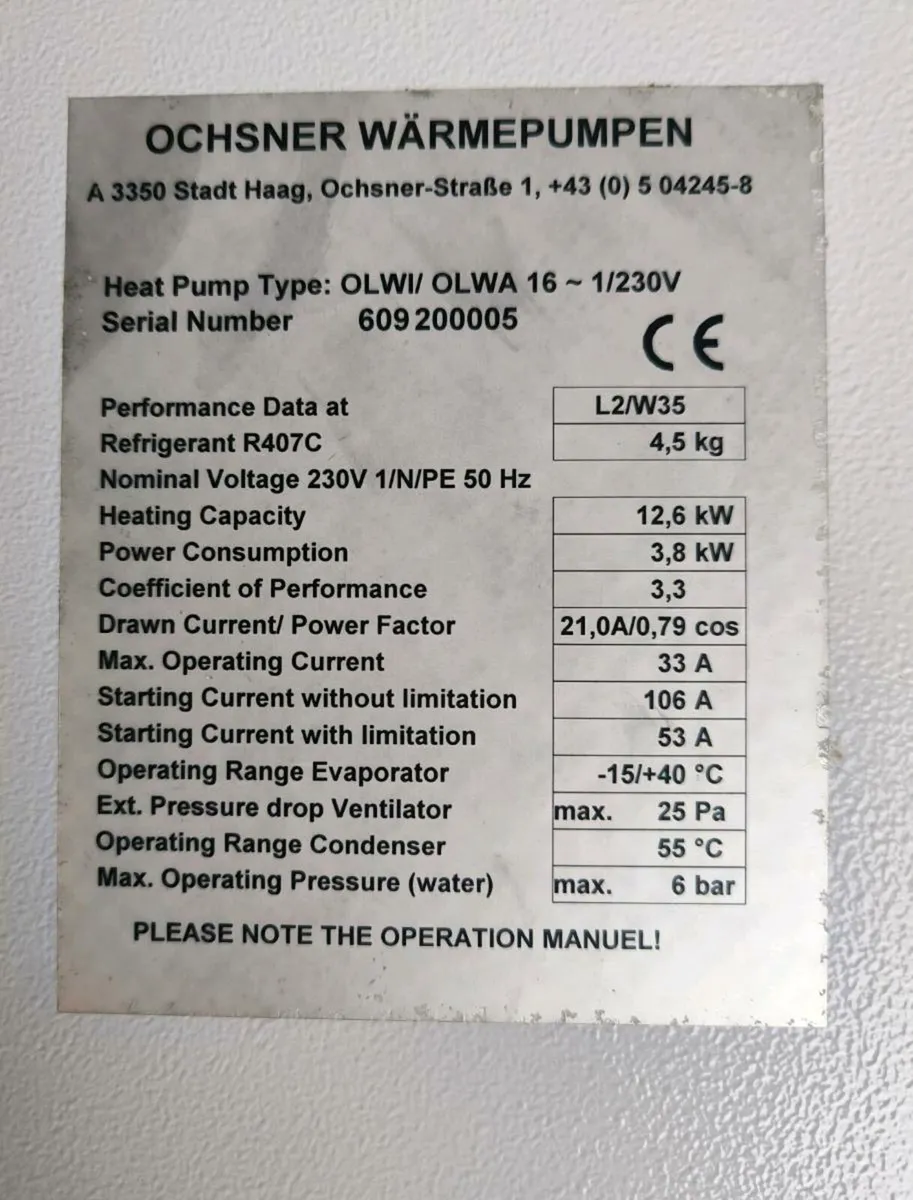 OCHSNER WÄRMEPUMPEN
A 3350 Stadt Haag, Ochsner-Straße 1, +43 (0) 5 04245-8
Heat Pump Type: OLWI/ OLWA 16 ~ 1/230V
Serial Number 609 200005
CE
Performance Data at L2/W35
Refrigerant R407C 4,5 kg
Nominal Voltage 230V 1/N/PE 50 Hz
Heating Capacity 12,6 kW
Power Consumption 3,8 kW
Coefficient of Performance 3,3
Drawn Current/ Power Factor 21,0A/0,79 cos
Max. Operating Current 33 A
Starting Current without limitation 106 A
Starting Current with limitation 53 A
Operating Range Evaporator -15/+40 °C
Ext. Pressure drop Ventilator max. 25 Pa
Operating Range Condenser 55 °C
Max. Operating Pressure (water) max. 6 bar
PLEASE NOTE THE OPERATION MANUEL!